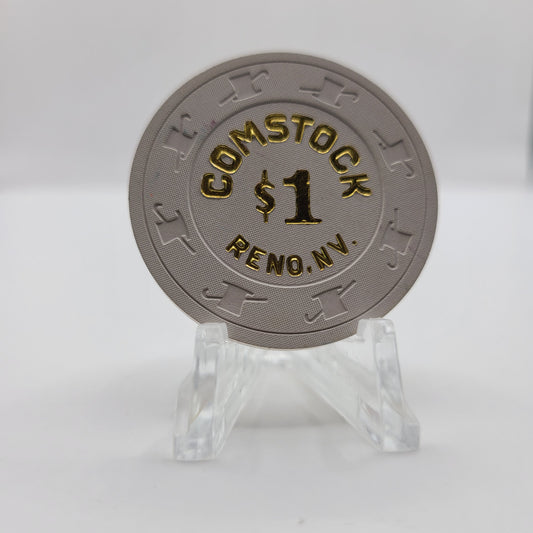 COMSTOCK
$1
RENO, NV.